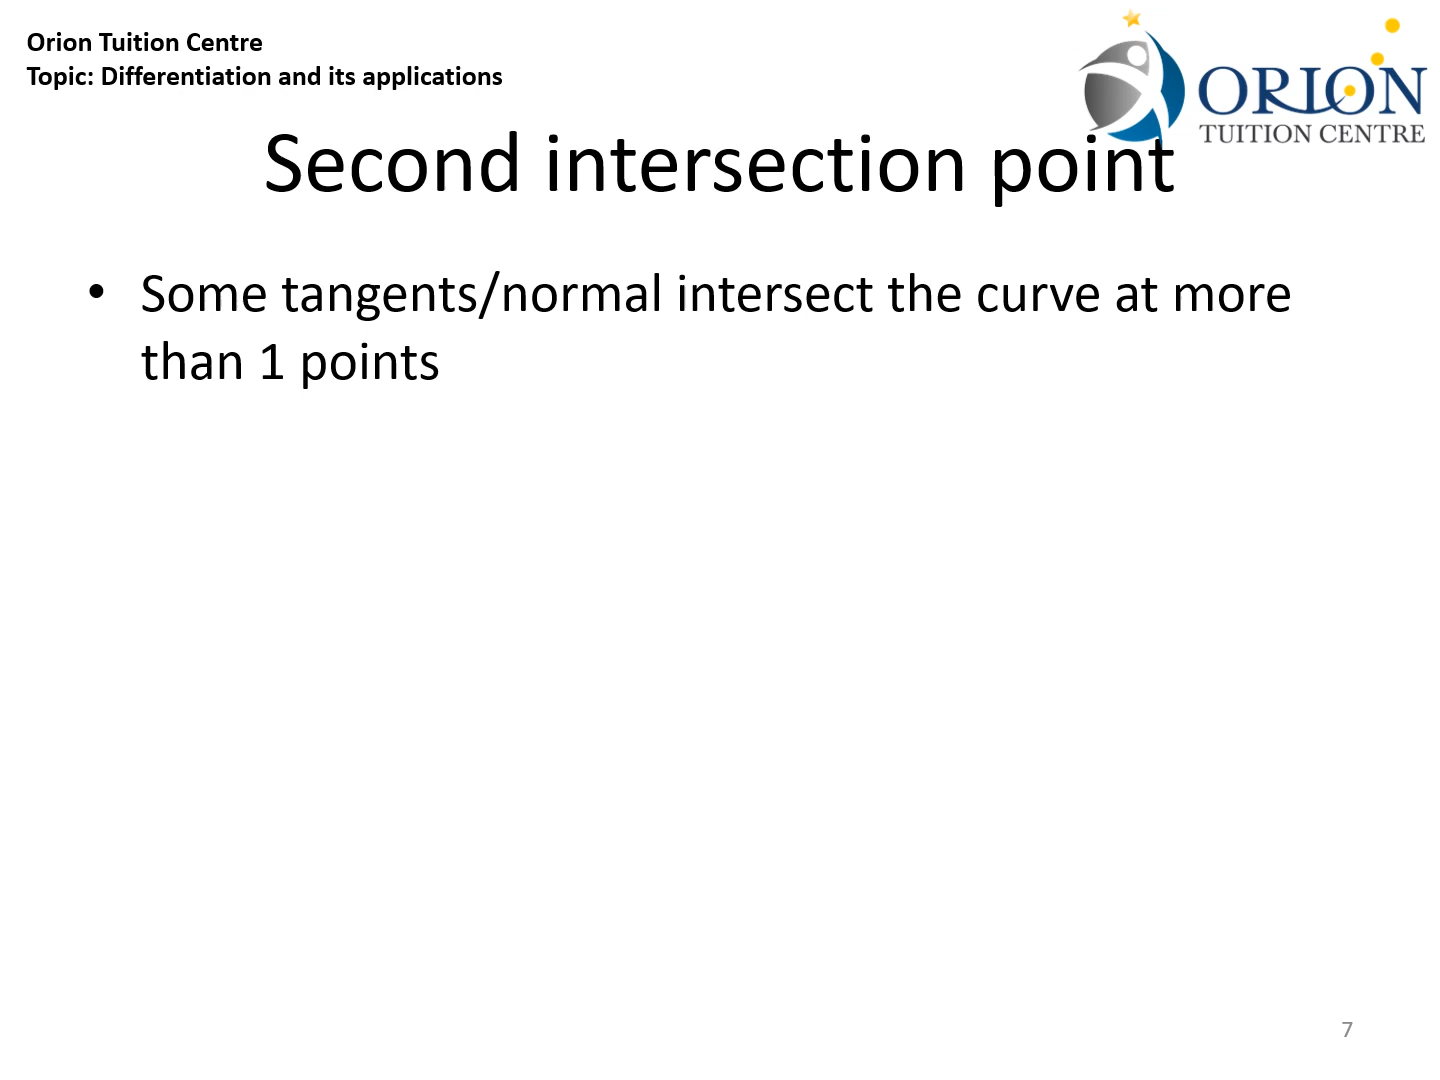 Orion Tuition Centre
Topic: Differentiation and its applications
ORION
TUITION CENTRE
Second intersection point
• Some tangents/normal intersect the curve at more
than 1 points
7